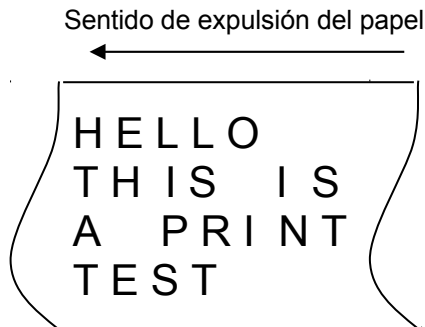 Sentido de expulsión del papel
HELLO
THIS IS
A PRINT
TEST